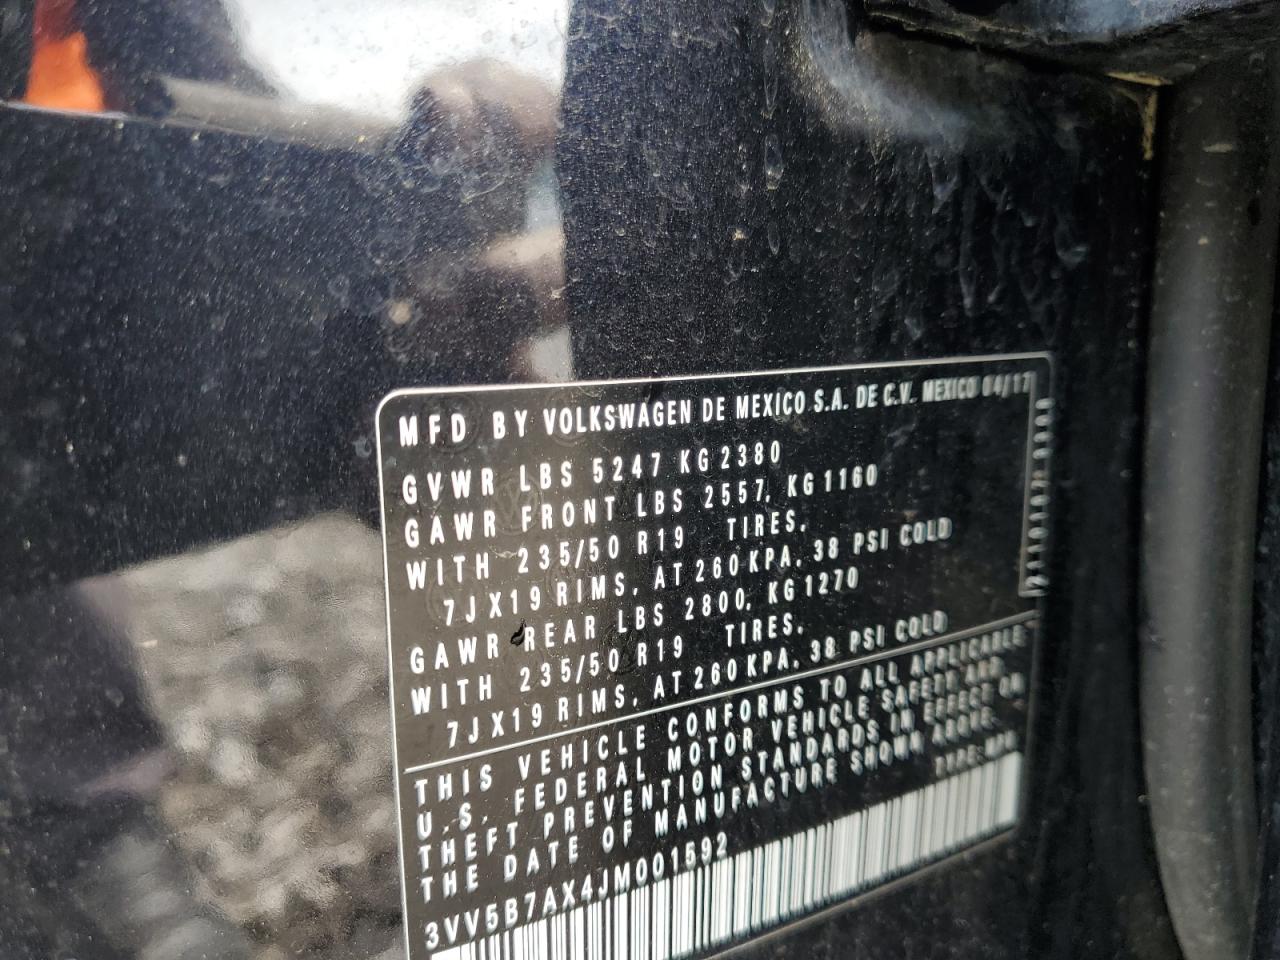 MFD BY VOLKSWAGEN DE MEXICO S.A. DE C.V. MEXICO 04/17
GVWR LBS 5247 KG 2380
GAWR FRONT LBS 2557, KG 1160
WITH 235/50 R19 TIRES,
7J X19 RIMS, AT 260 KPA, 38 PSI COLD
GAWR REAR LBS 2800, KG 1270
WITH 235/50 R19 TIRES,
7JX19 RIMS, AT 260 KPA, 38 PSI COLD
THIS VEHICLE CONFORMS TO ALL APPLICABLE
U.S. FEDERAL MOTOR VEHICLE SAFETY AND
THEFT PREVENTION STANDARDS IN EFFECT ON
THE DATE OF MANUFACTURE SHOWN ABOVE.
TYPE: MPV
3VV5B7AX4JM001592